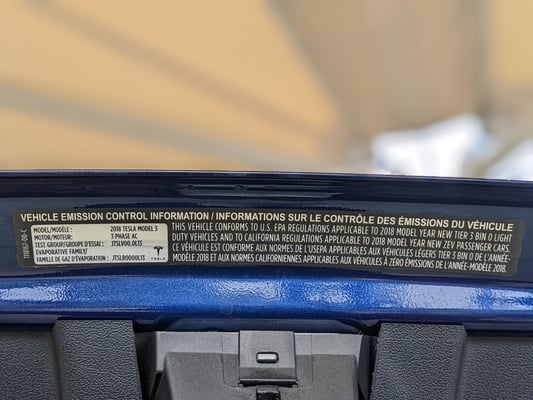 VEHICLE EMISSION CONTROL INFORMATION / INFORMATIONS SUR LE CONTRÔLE DES ÉMISSIONS DU VÉHICULE
1118167-00-C
MODEL/MODÈLE : 2018 TESLA MODEL 3
MOTOR/MOTEUR: 3 PHASE AC
TEST GROUP/GROUPE D'ESSAI : JTSLV00.0L13
EVAPORATIVE FAMILY/
FAMILLE DE GAZ D'ÉVAPORATION : JTSLR0000L13
TESLA
THIS VEHICLE CONFORMS TO U.S. EPA REGULATIONS APPLICABLE TO 2018 MODEL YEAR NEW TIER 3 BIN 0 LIGHT
DUTY VEHICLES AND TO CALIFORNIA REGULATIONS APPLICABLE TO 2018 MODEL YEAR NEW ZEV PASSENGER CARS.
CE VÉHICULE EST CONFORME AUX NORMES DE L'USEPA APPLICABLES AUX VÉHICULES LÉGERS TIER 3 BIN 0 DE L'ANNÉE-
MODÈLE 2018 ET AUX NORMES CALIFORNIENNES APPLICABLES AUX VÉHICULES À ZÉRO ÉMISSIONS DE L'ANNÉE-MODÈLE 2018.